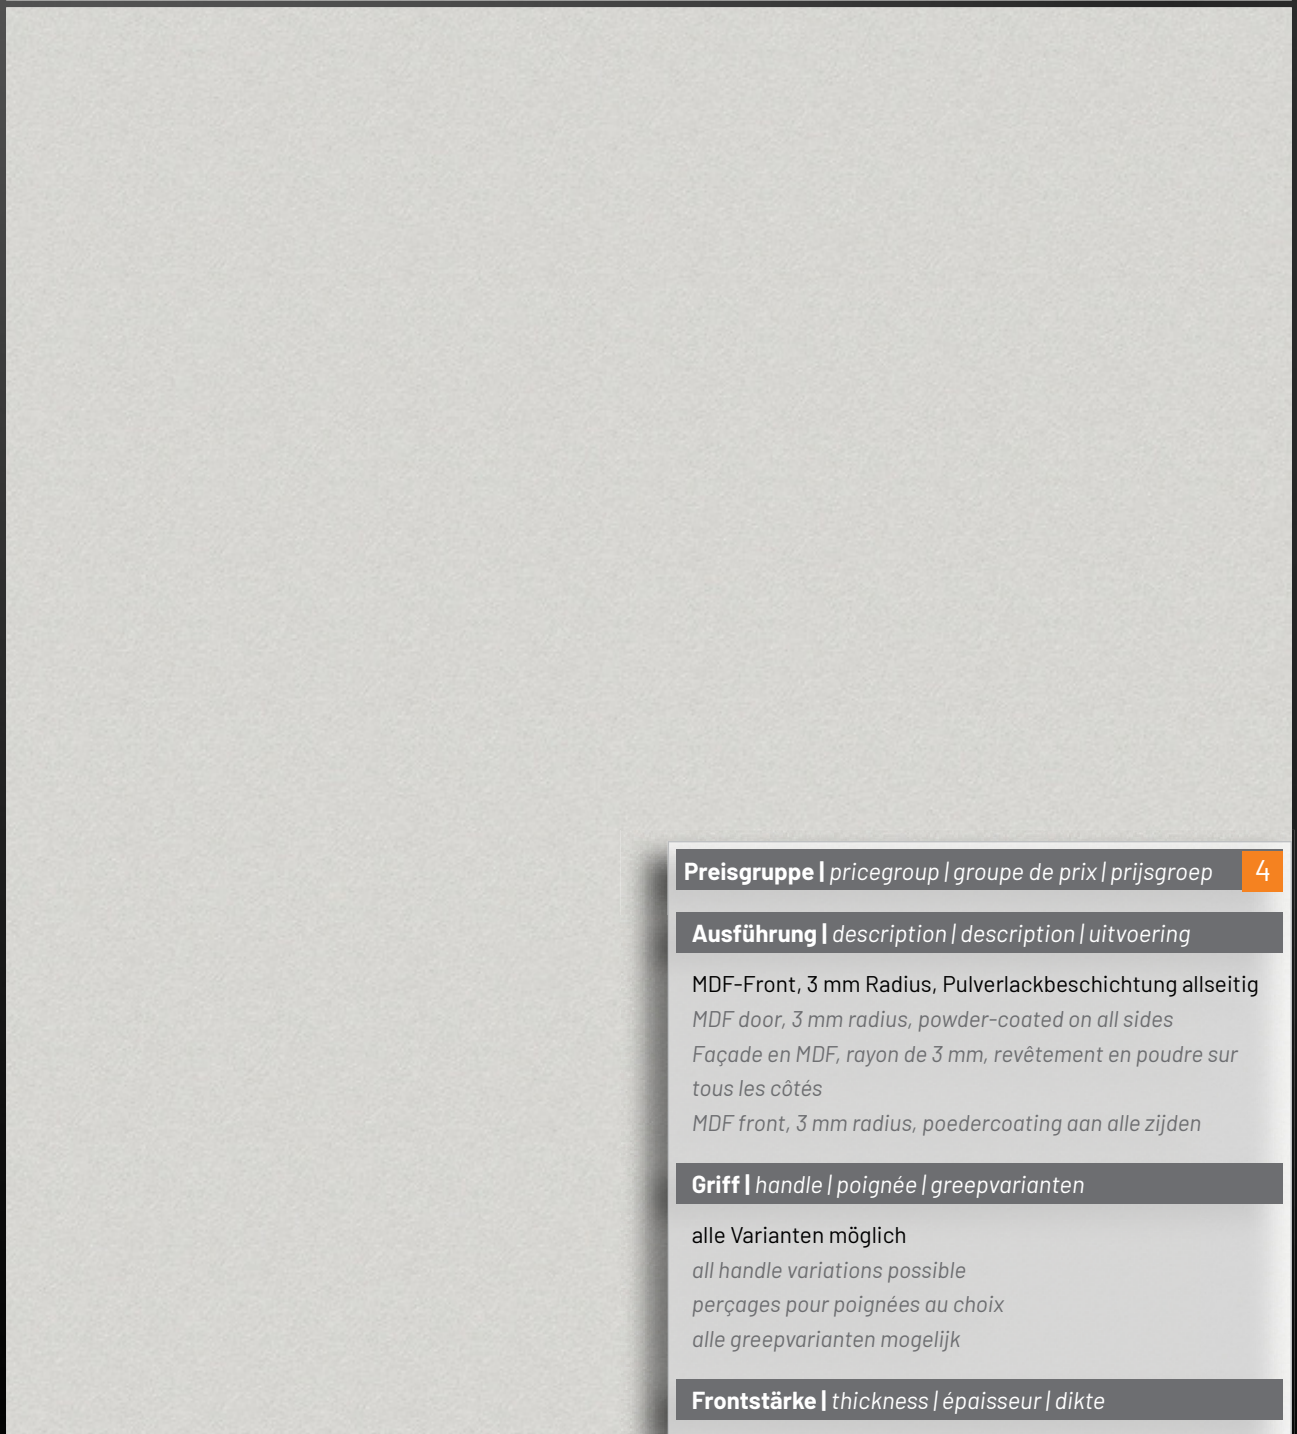 Preisgruppe | pricegroup | groupe de prix | prijsgroep 4
Ausführung | description | description | uitvoering
MDF-Front, 3 mm Radius, Pulverlackbeschichtung allseitig
MDF door, 3 mm radius, powder-coated on all sides
Façade en MDF, rayon de 3 mm, revêtement en poudre sur
tous les côtés
MDF front, 3 mm radius, poedercoating aan alle zijden
Griff | handle | poignée | greepvarianten
alle Varianten möglich
all handle variations possible
perçages pour poignées au choix
alle greepvarianten mogelijk
Frontstärke | thickness | épaisseur | dikte